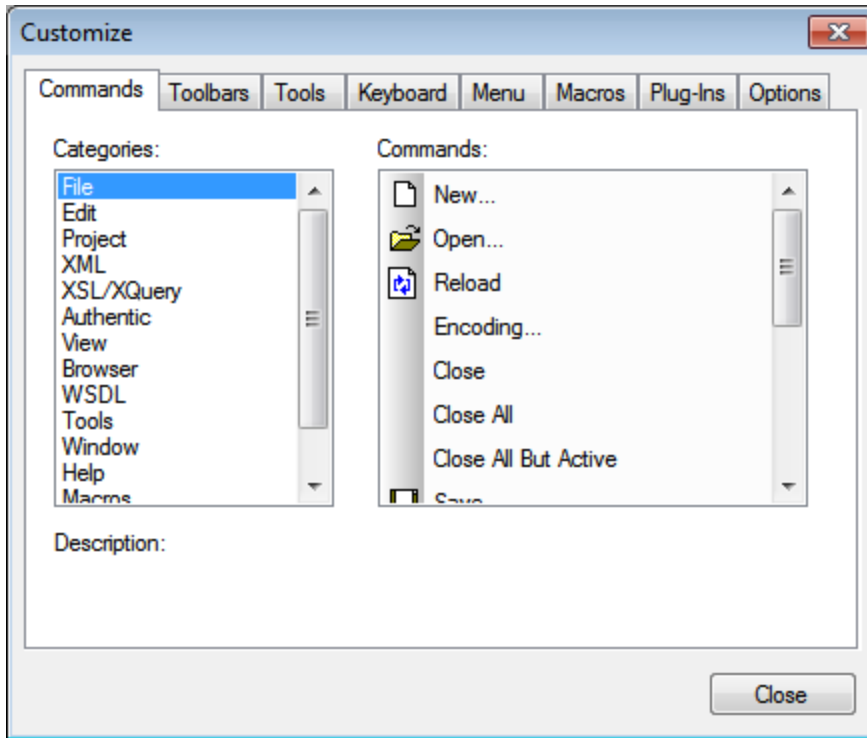 Customize
Commands Toolbars Tools Keyboard Menu Macros Plug-Ins Options
Categories:
File
Edit
Project
XML
XSL/XQuery
Authentic
View
Browser
WSDL
Tools
Window
Help
Macros
Commands:
New...
Open...
Reload
Encoding...
Close
Close All
Close All But Active
Save
Description:
Close